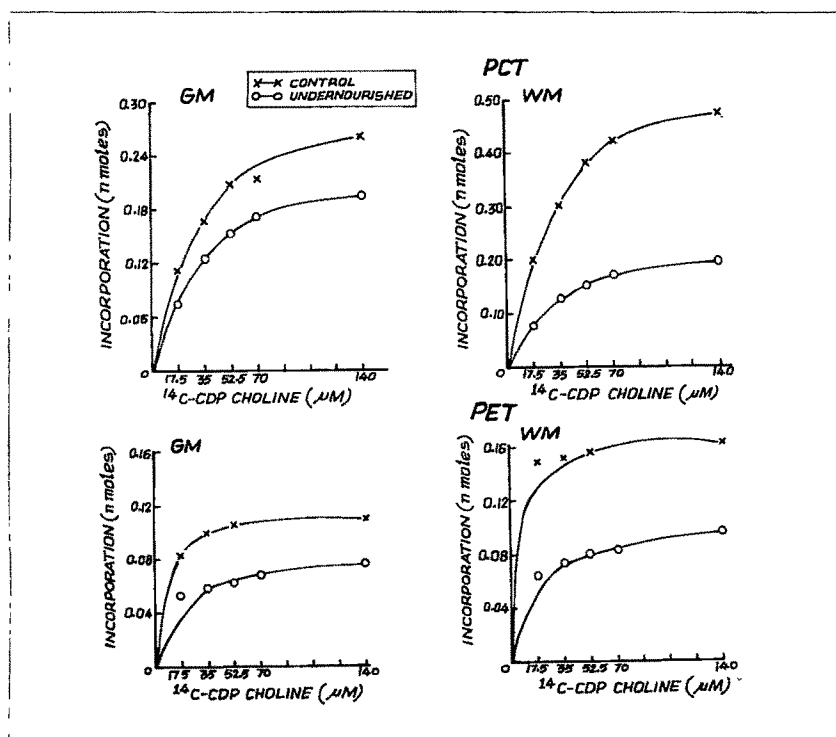 PCT
x—x CONTROL
o—o UNDERNOURISHED
GM
INCORPORATION (n moles)
0.30
0.24
0.18
0.12
0.05
0
17.5 35 52.5 70 140
¹⁴C-CDP CHOLINE (µM)
WM
INCORPORATION (n moles)
0.50
0.40
0.30
0.20
0.10
0
17.5 35 52.5 70 140
¹⁴C-CDP CHOLINE (µM)
PET
GM
INCORPORATION (n moles)
0.16
0.12
0.08
0.04
0
17.5 35 52.5 70 140
¹⁴C-CDP CHOLINE (µM)
WM
INCORPORATION (n moles)
0.16
0.12
0.08
0.04
0
17.5 35 52.5 70 140
¹⁴C-CDP CHOLINE (µM)